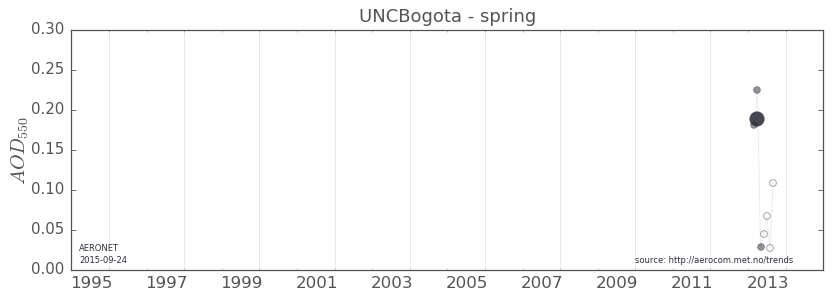 UNCBogota - spring
0.30
0.25
0.20
0.15
0.10
0.05
0.00
AOD550
AERONET
2015-09-24
source: http://aerocom.met.no/trends
1995 1997 1999 2001 2003 2005 2007 2009 2011 2013